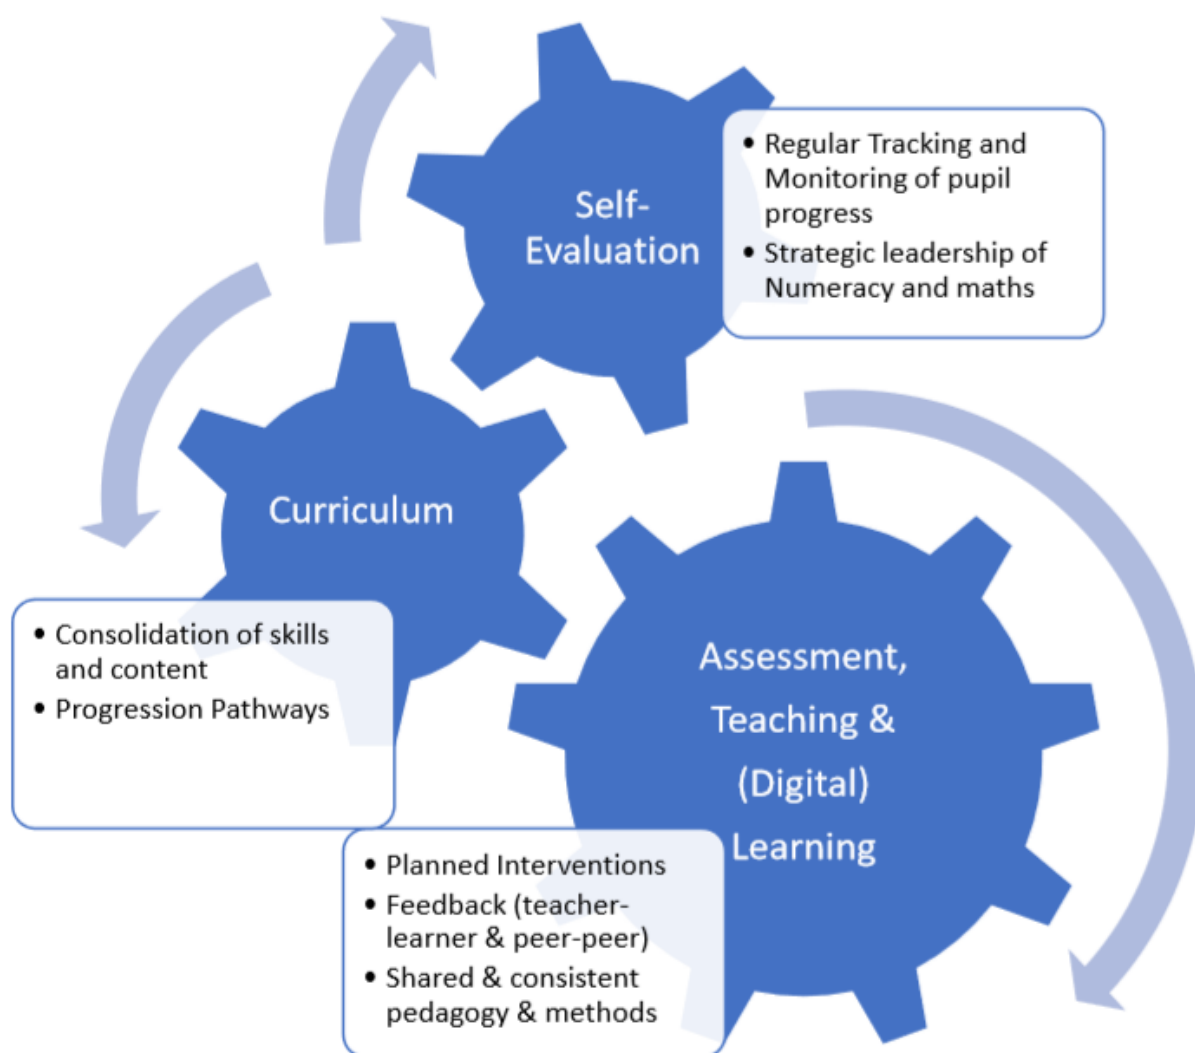 Self-
Evaluation
• Regular Tracking and
Monitoring of pupil
progress
• Strategic leadership of
Numeracy and maths
Curriculum
• Consolidation of skills
and content
• Progression Pathways
Assessment,
Teaching &
(Digital)
Learning
• Planned Interventions
• Feedback (teacher-
learner & peer-peer)
• Shared & consistent
pedagogy & methods